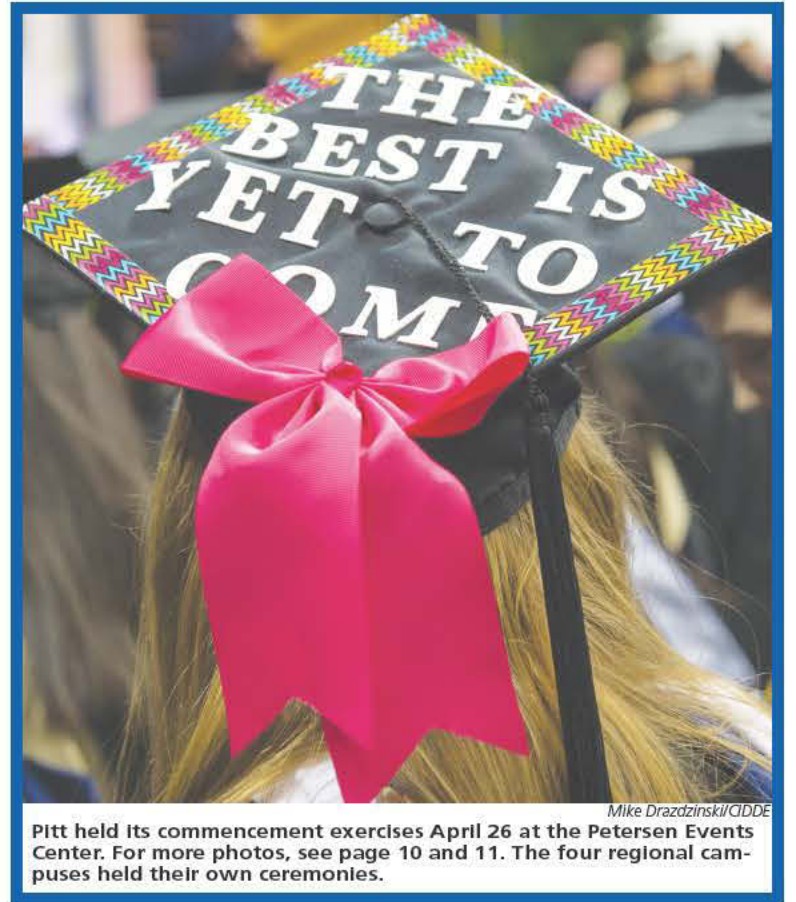 THE
BEST IS
YET TO
COME
Mike Drazdzinski/CIDDE
Pitt held its commencement exercises April 26 at the Petersen Events
Center. For more photos, see page 10 and 11. The four regional cam-
puses held their own ceremonies.